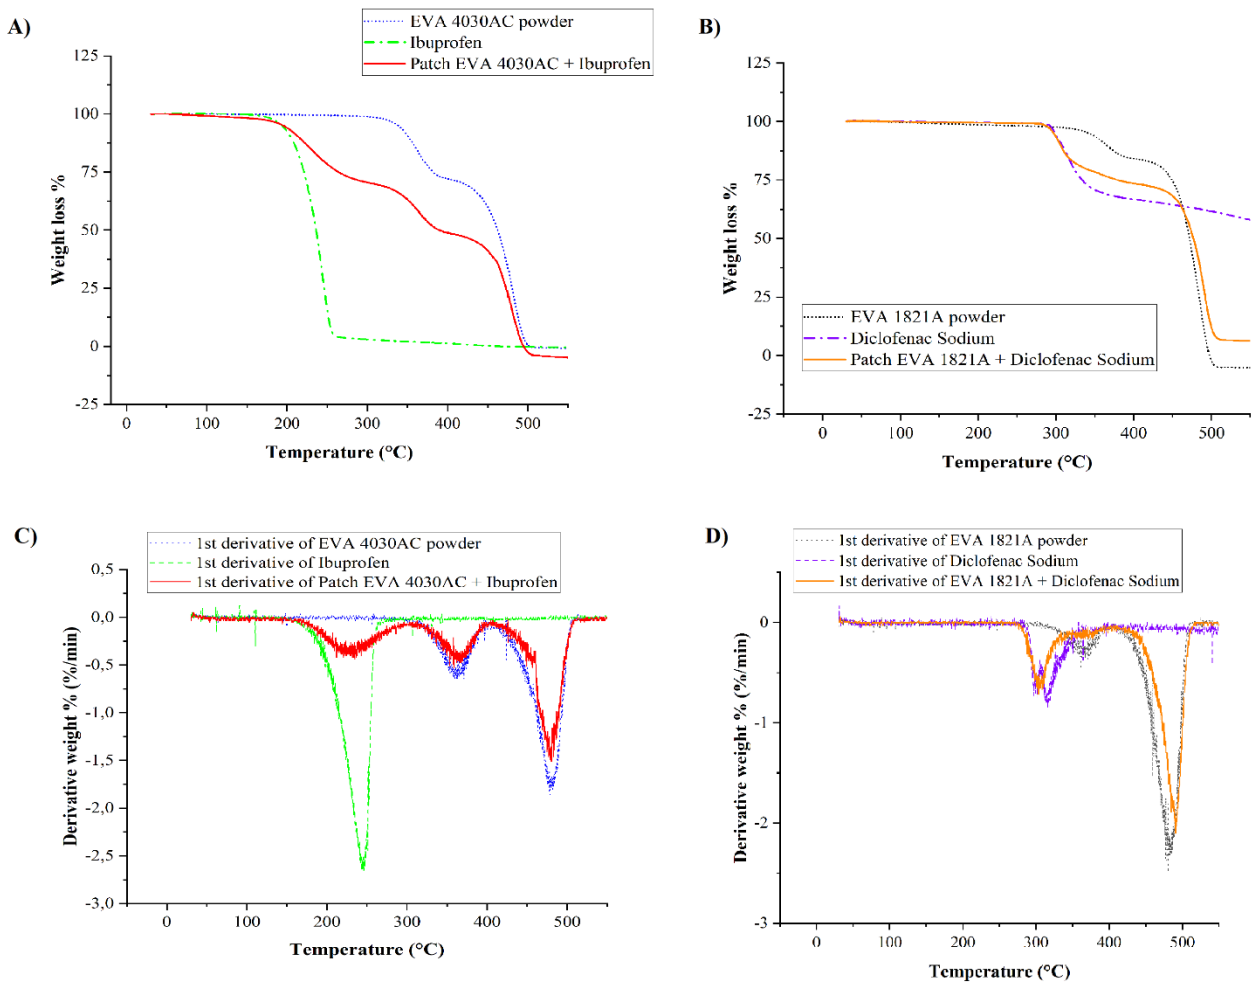 A)
EVA 4030AC powder
Ibuprofen
Patch EVA 4030AC + Ibuprofen
125
100
75
50
25
0
-25
Weight loss %
0 100 200 300 400 500
Temperature (°C)
B)
125
100
75
50
25
0
-25
Weight loss %
EVA 1821A powder
Diclofenac Sodium
Patch EVA 1821A + Diclofenac Sodium
0 100 200 300 400 500
Temperature (°C)
C)
1st derivative of EVA 4030AC powder
1st derivative of Ibuprofen
1st derivative of Patch EVA 4030AC + Ibuprofen
0,5
0,0
-0,5
-1,0
-1,5
-2,0
-2,5
-3,0
Derivative weight % (%/min)
0 100 200 300 400 500
Temperature (°C)
D)
1st derivative of EVA 1821A powder
1st derivative of Diclofenac Sodium
1st derivative of EVA 1821A + Diclofenac Sodium
0
-1
-2
-3
Derivative weight % (%/min)
0 100 200 300 400 500
Temperature (°C)